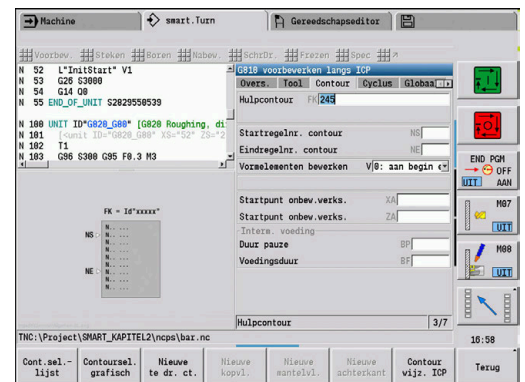 Machine
smart.Turn
Gereedschapseditor
Voorbew. Steken Boren Nabew. SchrDr. Frezen Spec
N 52 L"InitStart" V1
N 53 G26 S3000
N 54 G14 Q0
N 55 END_OF_UNIT S2029550539
N 100 UNIT ID"G820_G80" [G820 Roughing, di
N 101 [<unit ID="G820_G80" XS="52" ZS="2
N 102 T1
N 103 G96 S300 G95 F0.3 M3
G810 voorbewerken langs ICP
Overs. Tool Contour Cyclus Globaa
Hulpcontour FK 245
Startregelnr. contour NS
Eindregelnr. contour NE
Vormelementen bewerken V 0: aan begin e
Startpunt onbew.werks. XA
Startpunt onbew.werks. ZA
Interm. voeding
Duur pauze BP
Voedingsduur BF
Hulpcontour 3/7
FK = Id"xxxxx"
NS
N.. ...
N.. ...
N.. ...
N.. ...
NE
N.. ...
N.. ...
N.. ...
TNC:\Project\SMART_KAPITEL2\ncps\bar.nc
END PGM
OFF
UIT AAN
M07
UIT
M08
UIT
16:58
Cont.sel.-lijst
Contoursel. grafisch
Nieuwe te dr. ct.
Nieuwe kopvl.
Nieuwe mantelvl.
Nieuwe achterkant
Contour wijz. ICP
Terug